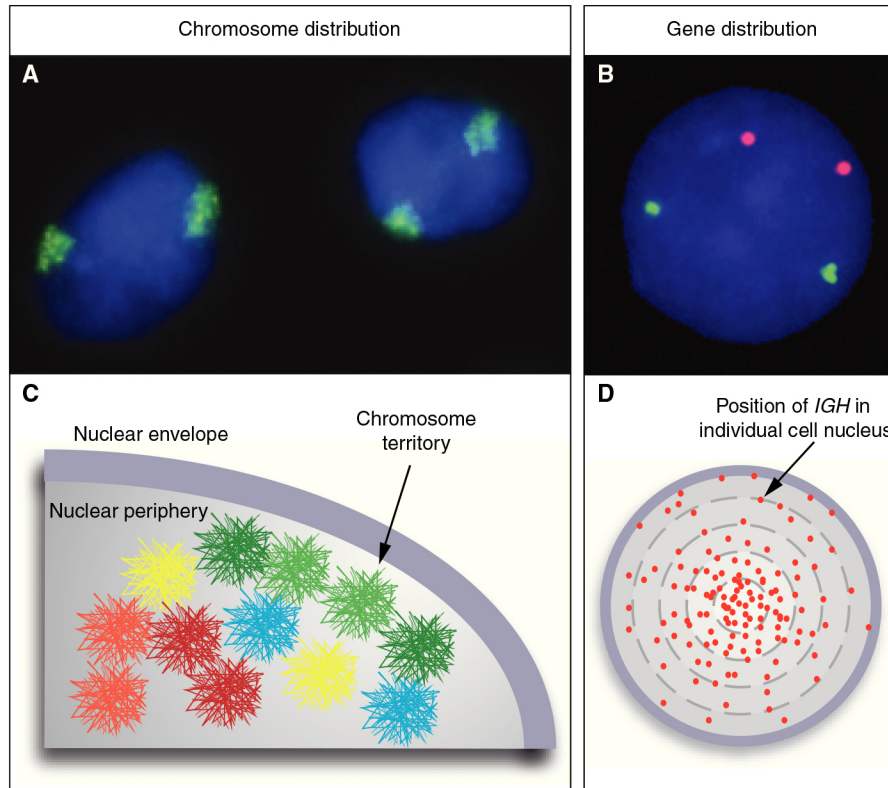 Chromosome distribution
Gene distribution
A
B
C
Nuclear envelope
Chromosome
territory
Nuclear periphery
D
Position of IGH in
individual cell nucleus